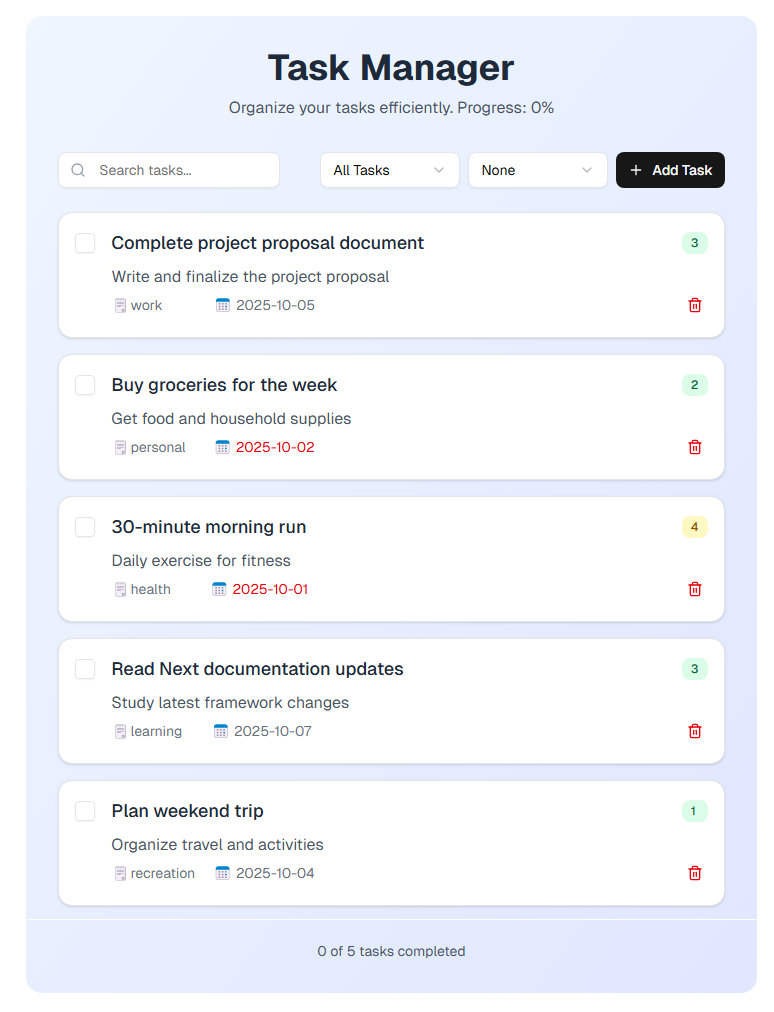 Task Manager
Organize your tasks efficiently. Progress: 0%
Search tasks...
All Tasks
None
Add Task
Complete project proposal document
3
Write and finalize the project proposal
work
2025-10-05
Buy groceries for the week
2
Get food and household supplies
personal
2025-10-02
30-minute morning run
4
Daily exercise for fitness
health
2025-10-01
Read Next documentation updates
3
Study latest framework changes
learning
2025-10-07
Plan weekend trip
1
Organize travel and activities
recreation
2025-10-04
0 of 5 tasks completed